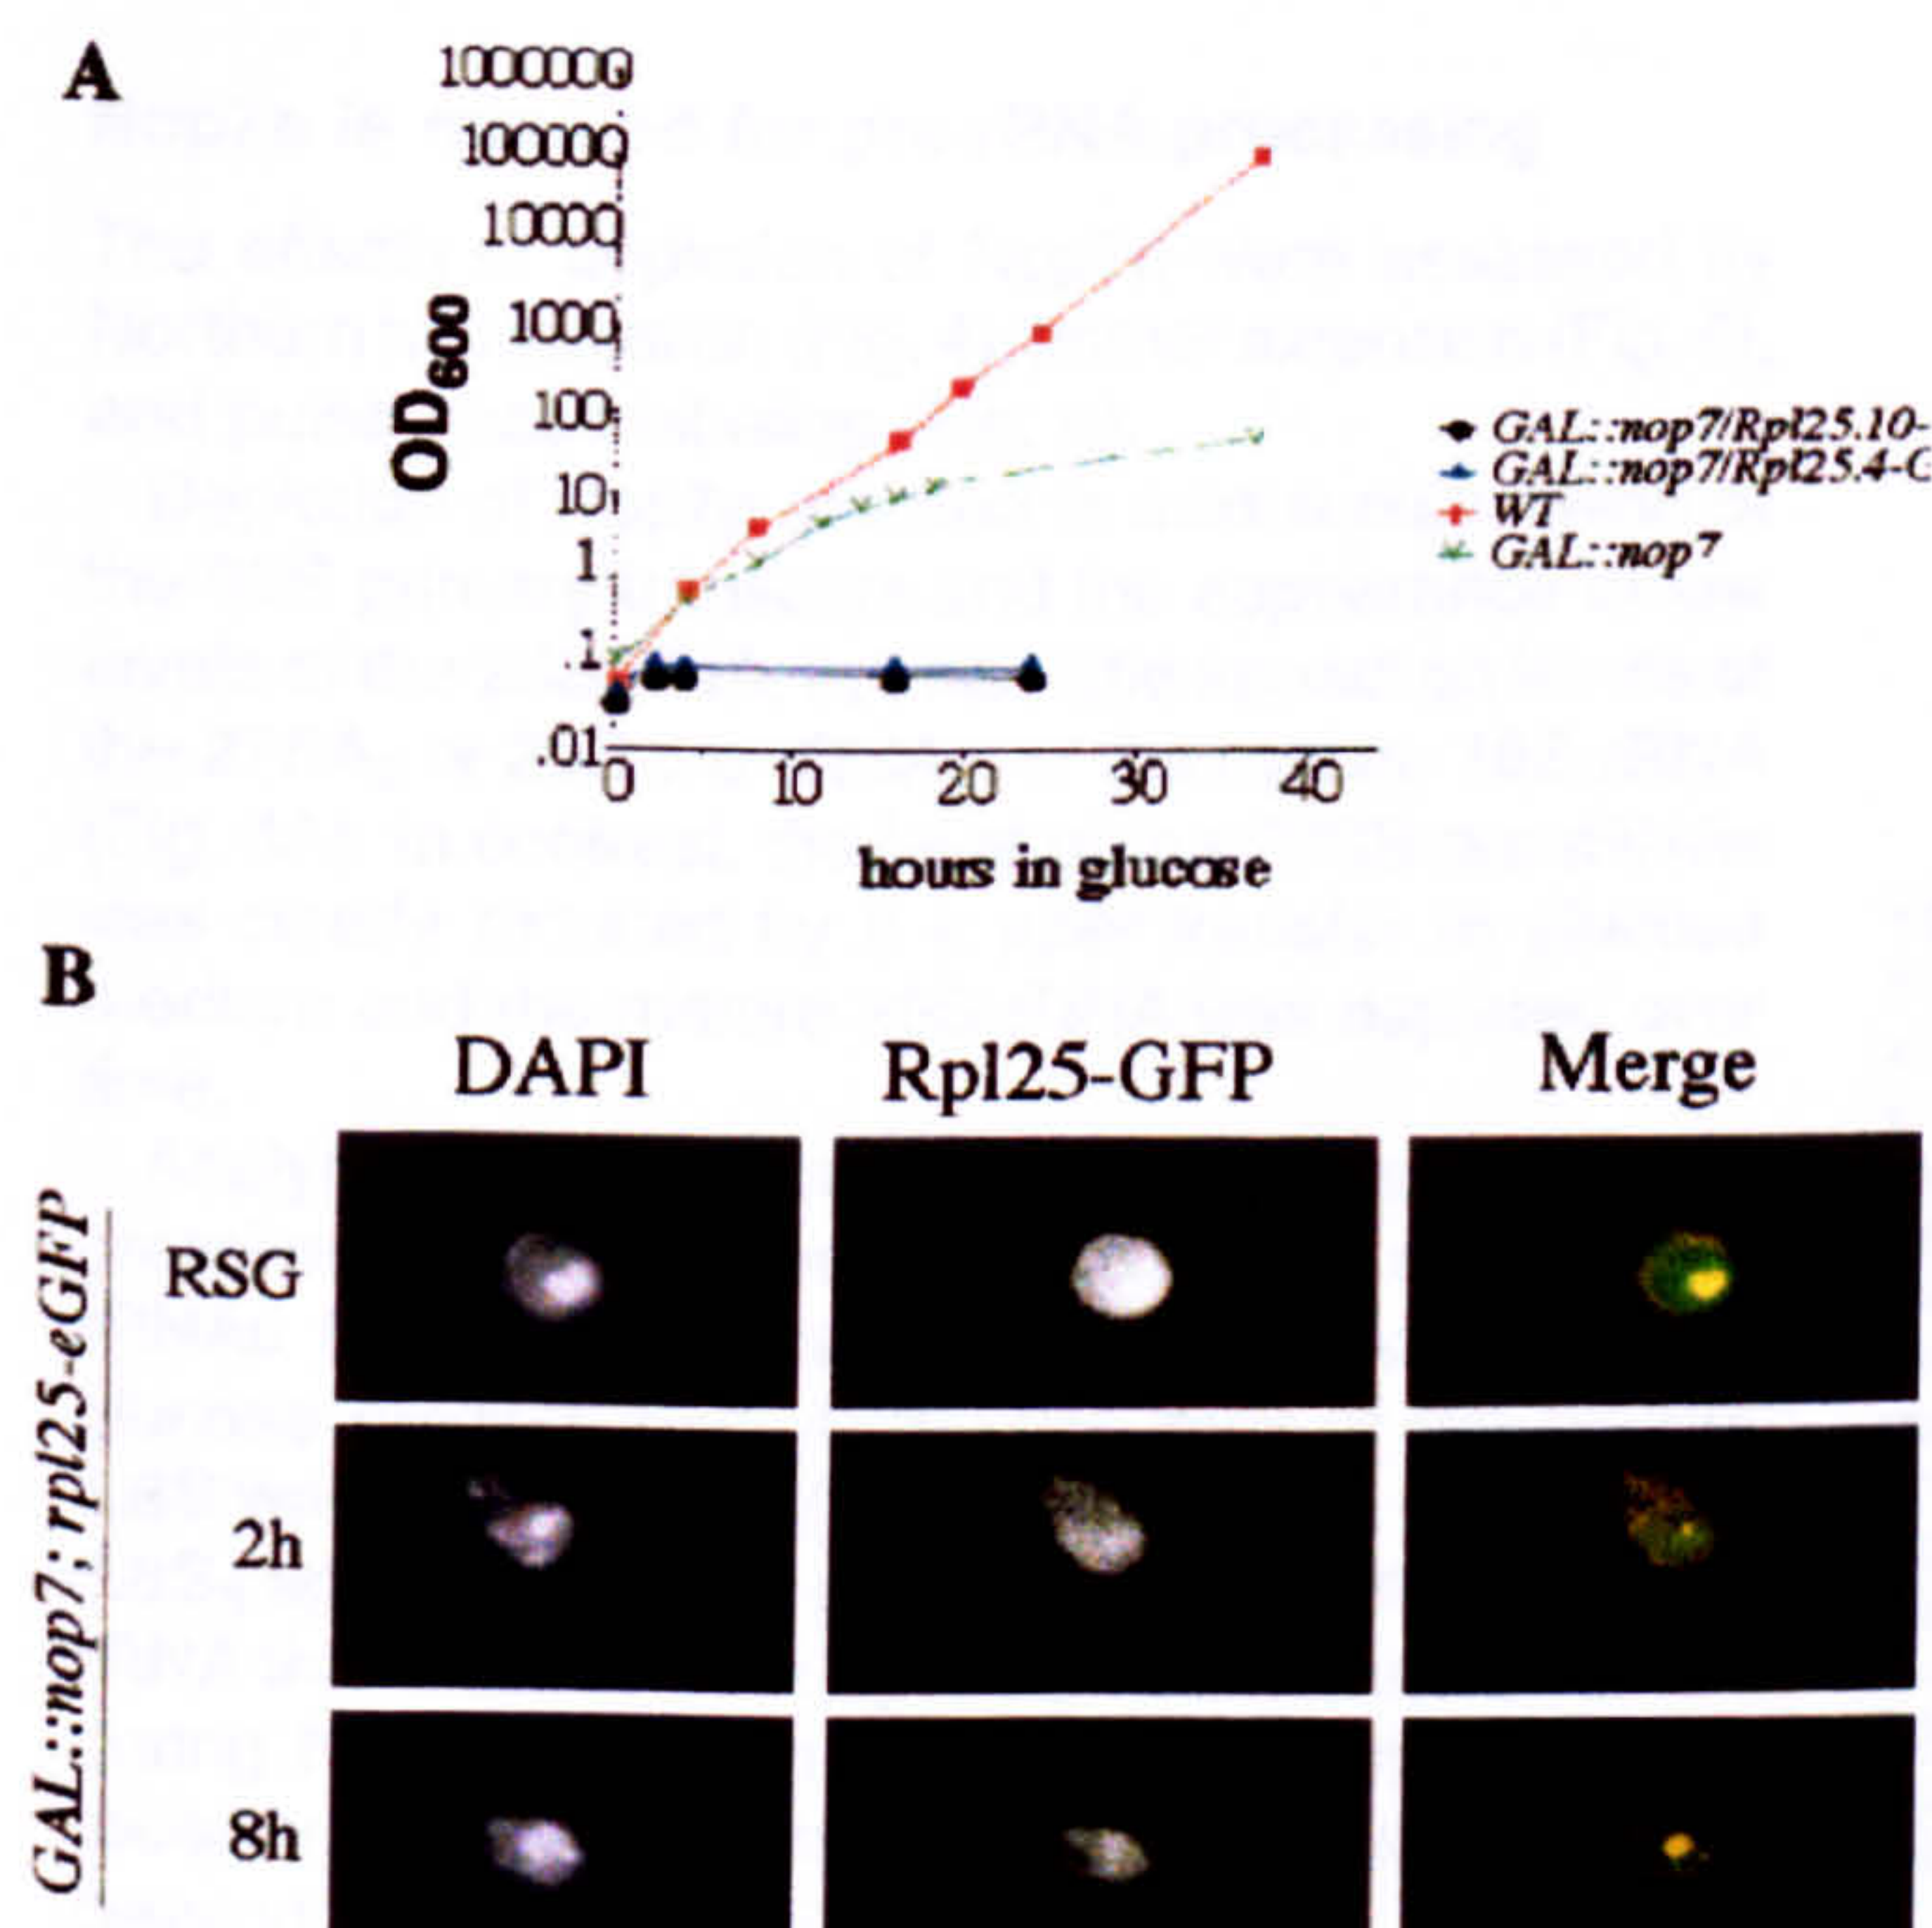 A
1000000
100000
10000
1000
100
10
1
.1
.01
OD600
0 10 20 30 40
hours in glucose
GAL::nop7/Rpl25.10-
GAL::nop7/Rpl25.4-
WT
GAL::nop7
B
DAPI Rpl25-GFP Merge
GAL::nop7; rpl25-eGFP
RSG
2h
8h